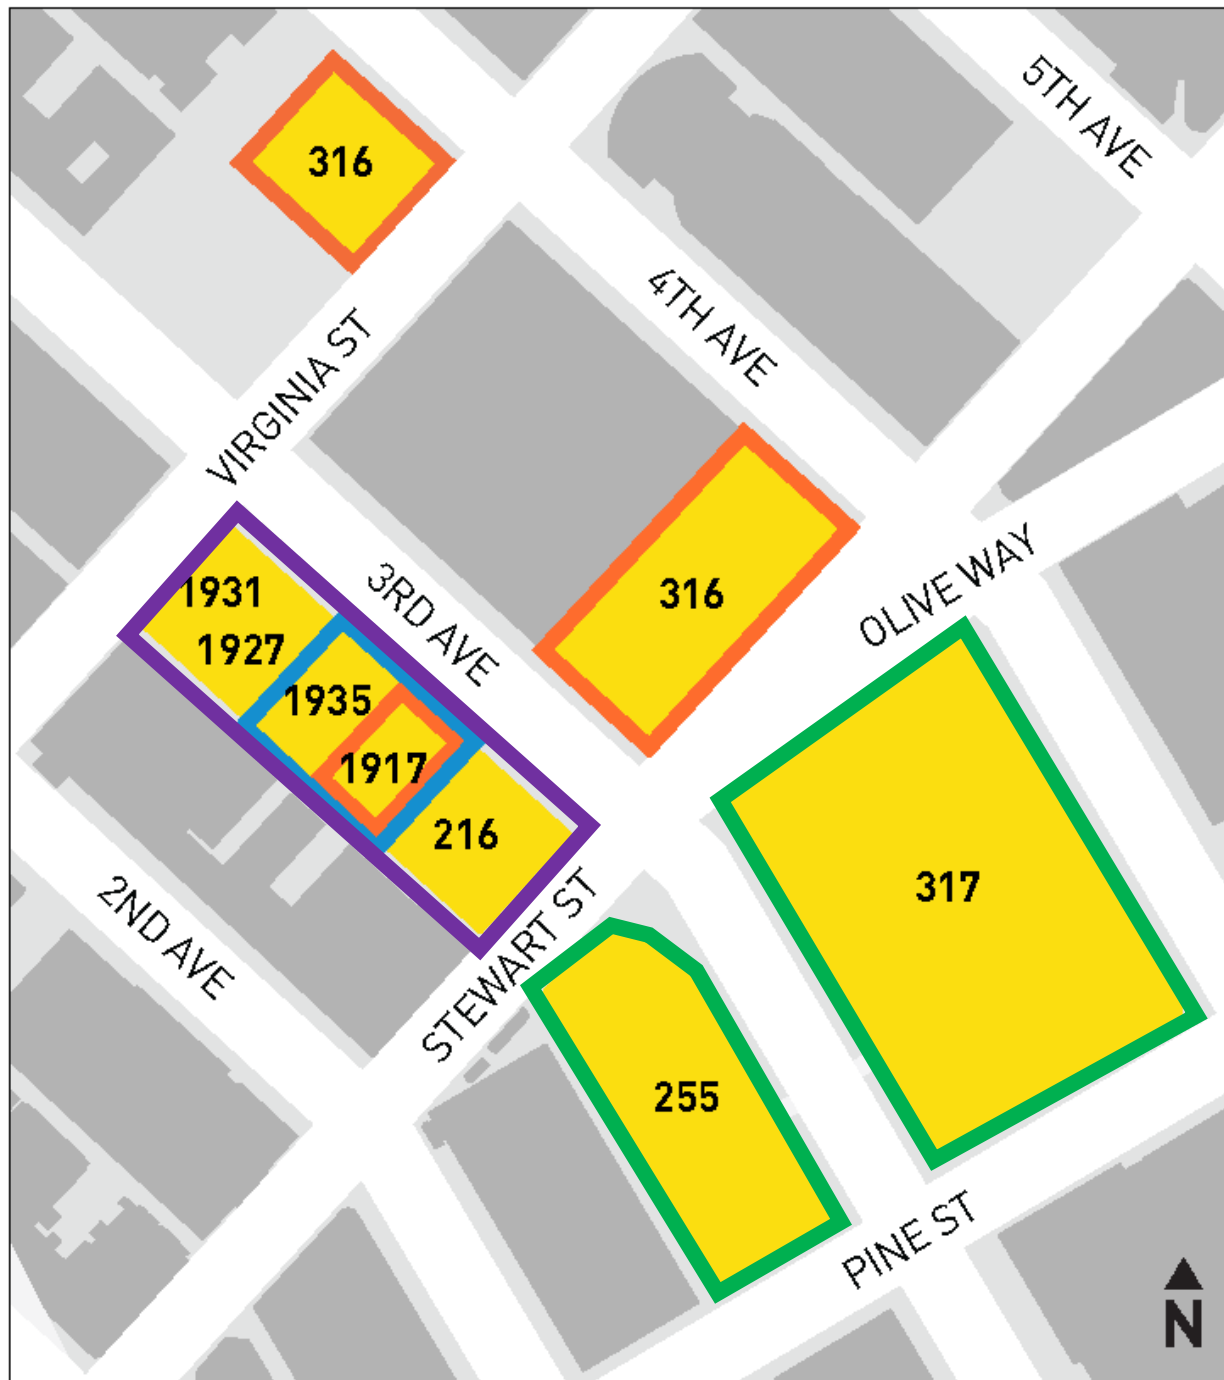 5TH AVE
316
4TH AVE
VIRGINIA ST
OLIVE WAY
3RD AVE
316
1931
1927
1935
1917
216
317
2ND AVE
STEWART ST
255
PINE ST
N